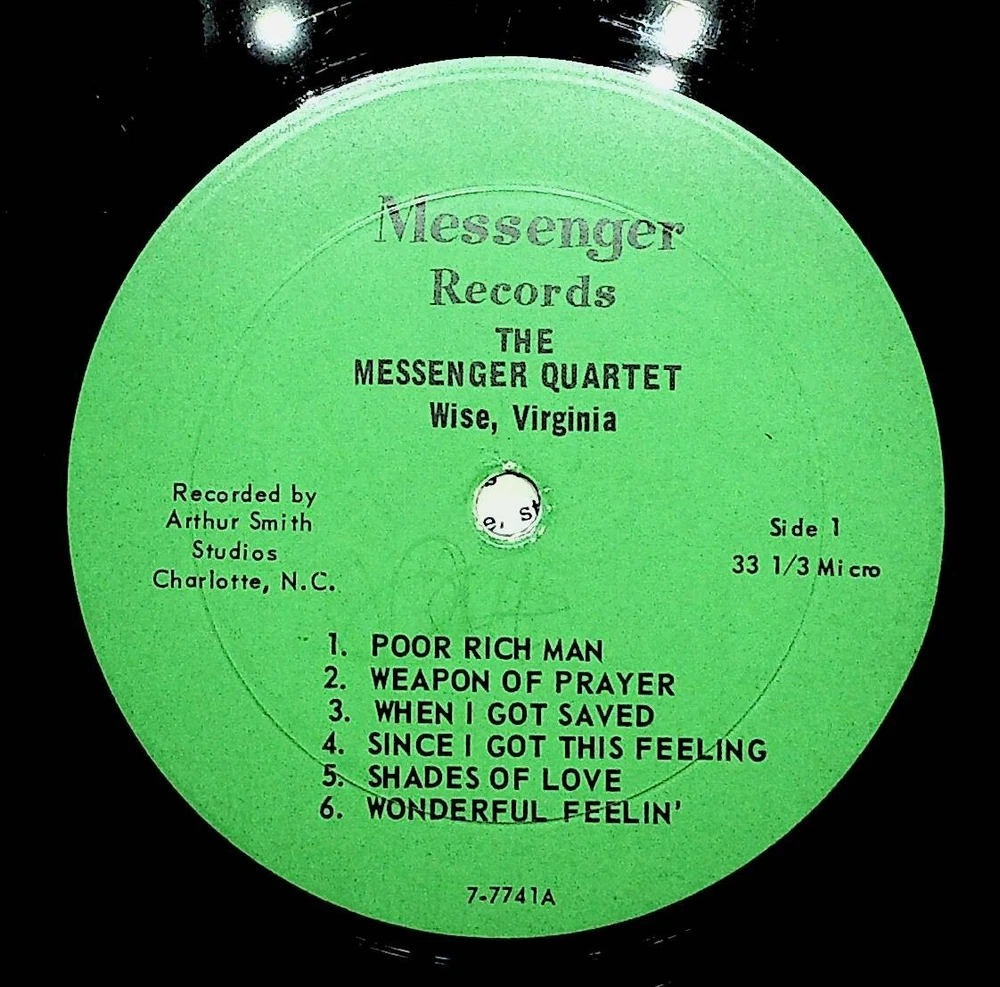 Messenger
Records
THE
MESSENGER QUARTET
Wise, Virginia
Recorded by
Arthur Smith
Studios
Charlotte, N.C.
Side 1
33 1/3 Micro
1. POOR RICH MAN
2. WEAPON OF PRAYER
3. WHEN I GOT SAVED
4. SINCE I GOT THIS FEELING
5. SHADES OF LOVE
6. WONDERFUL FEELIN'
7-7741A